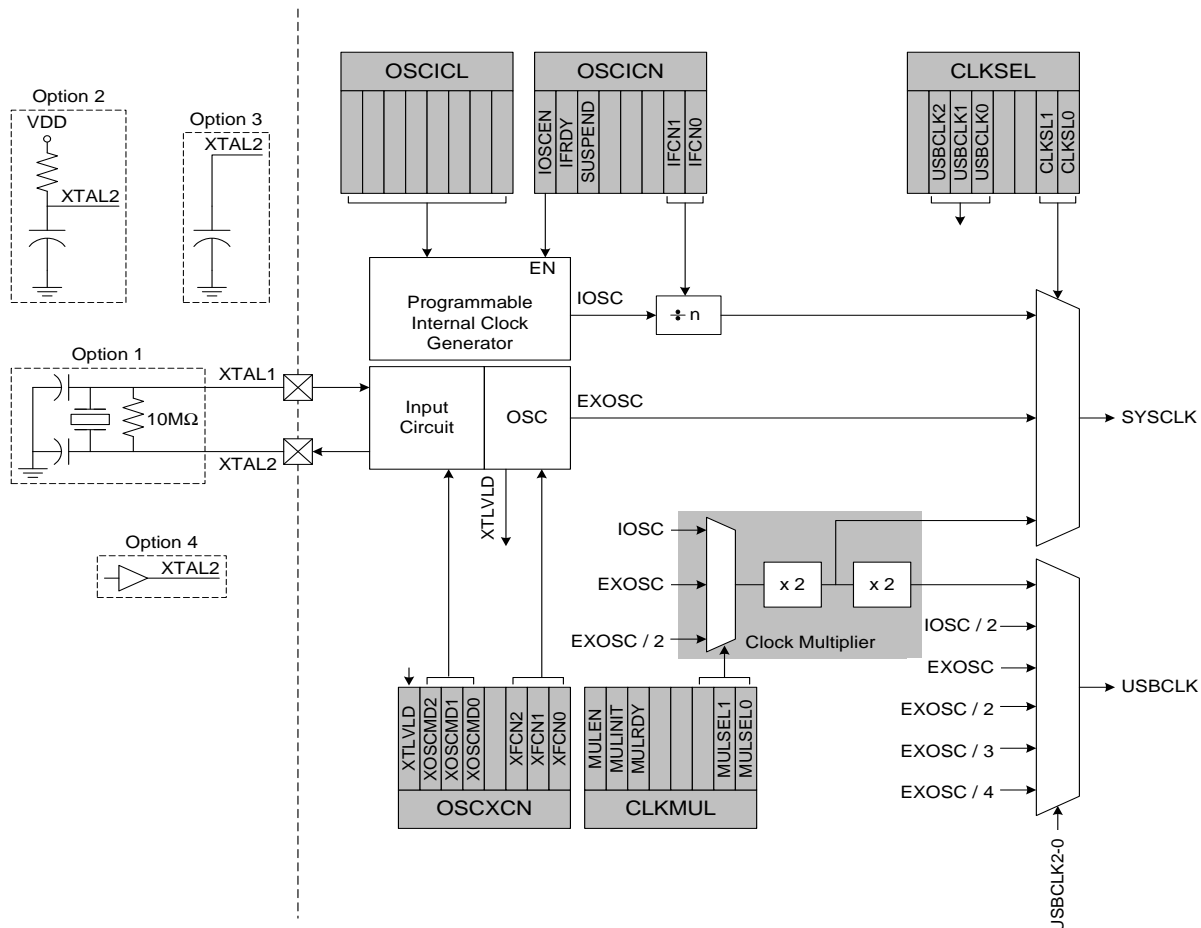 Option 2
VDD
XTAL2
Option 3
XTAL2
Option 1
10MΩ
XTAL1
XTAL2
Option 4
XTAL2
OSCICL
OSCICN
IOSCEN
IFRDY
SUSPEND
IFCN1
IFCN0
CLKSEL
USBCLK2
USBCLK1
USBCLK0
CLKSL1
CLKSL0
EN
Programmable
Internal Clock
Generator
IOSC
÷ n
Input
Circuit
OSC
EXOSC
XTLVLD
SYSCLK
IOSC
EXOSC
EXOSC / 2
x 2
x 2
Clock Multiplier
IOSC / 2
EXOSC
EXOSC / 2
EXOSC / 3
EXOSC / 4
USBCLK
USBCLK2-0
XTLVLD
XOSCMD2
XOSCMD1
XOSCMD0
XFCN2
XFCN1
XFCN0
OSCXCN
MULEN
MULINIT
MULRDY
MULSEL1
MULSEL0
CLKMUL